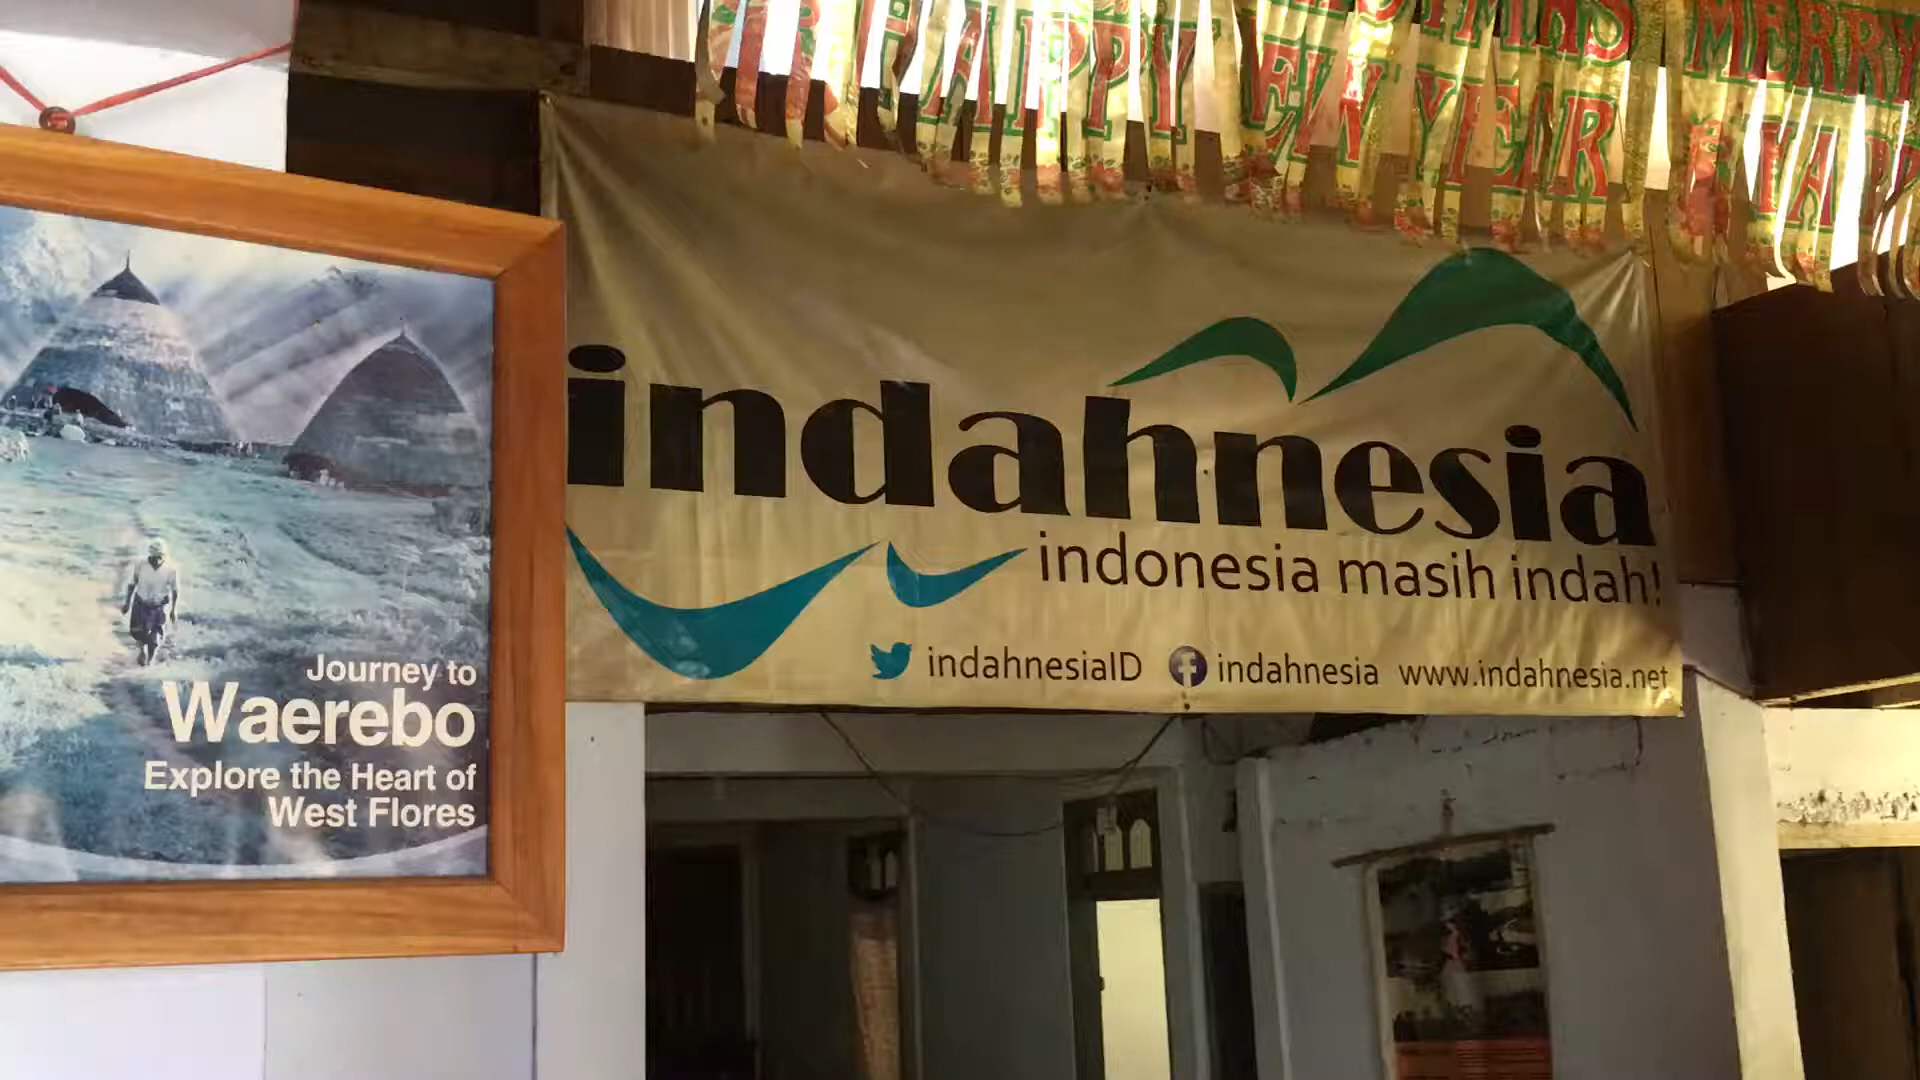 Journey to
Waerebo
Explore the Heart of
West Flores
HAPPY NEW YEAR
MERRY
indahnesia
indonesia masih indah!
indahnesiaID indahnesia www.indahnesia.net